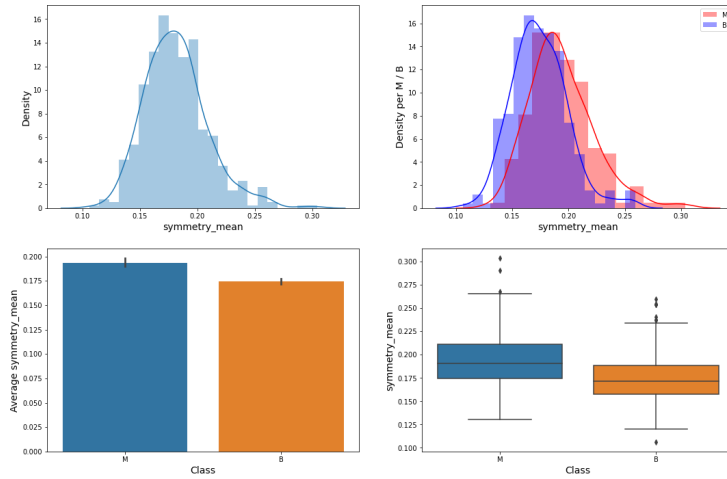 16
14
12
10
8
6
4
2
0
Density
0.10 0.15 0.20 0.25 0.30
symmetry_mean
M
B
16
14
12
10
8
6
4
2
0
Density per M / B
0.10 0.15 0.20 0.25 0.30
symmetry_mean
0.200
0.175
0.150
0.125
0.100
0.075
0.050
0.025
0.000
Average symmetry_mean
M B
Class
0.300
0.275
0.250
0.225
0.200
0.175
0.150
0.125
0.100
symmetry_mean
M B
Class